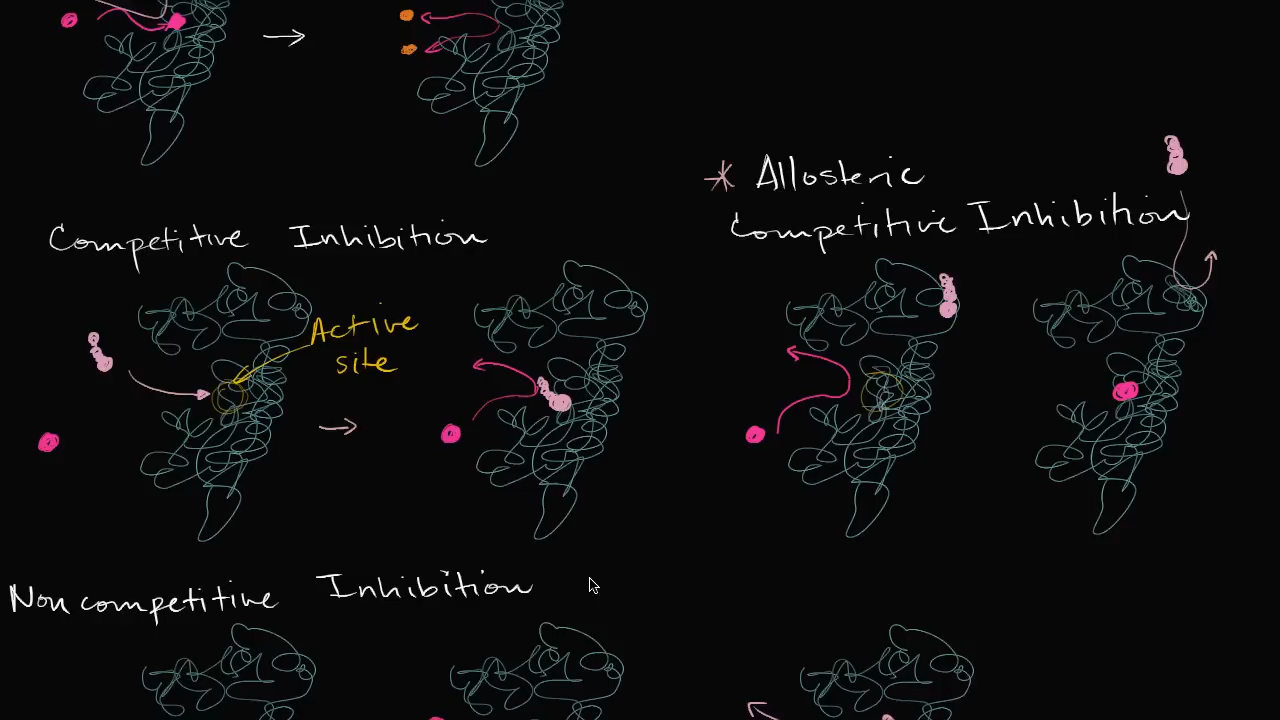 * Allosteric
Competitive Inhibition
Competitive Inhibition
Active
site
Noncompetitive Inhibition